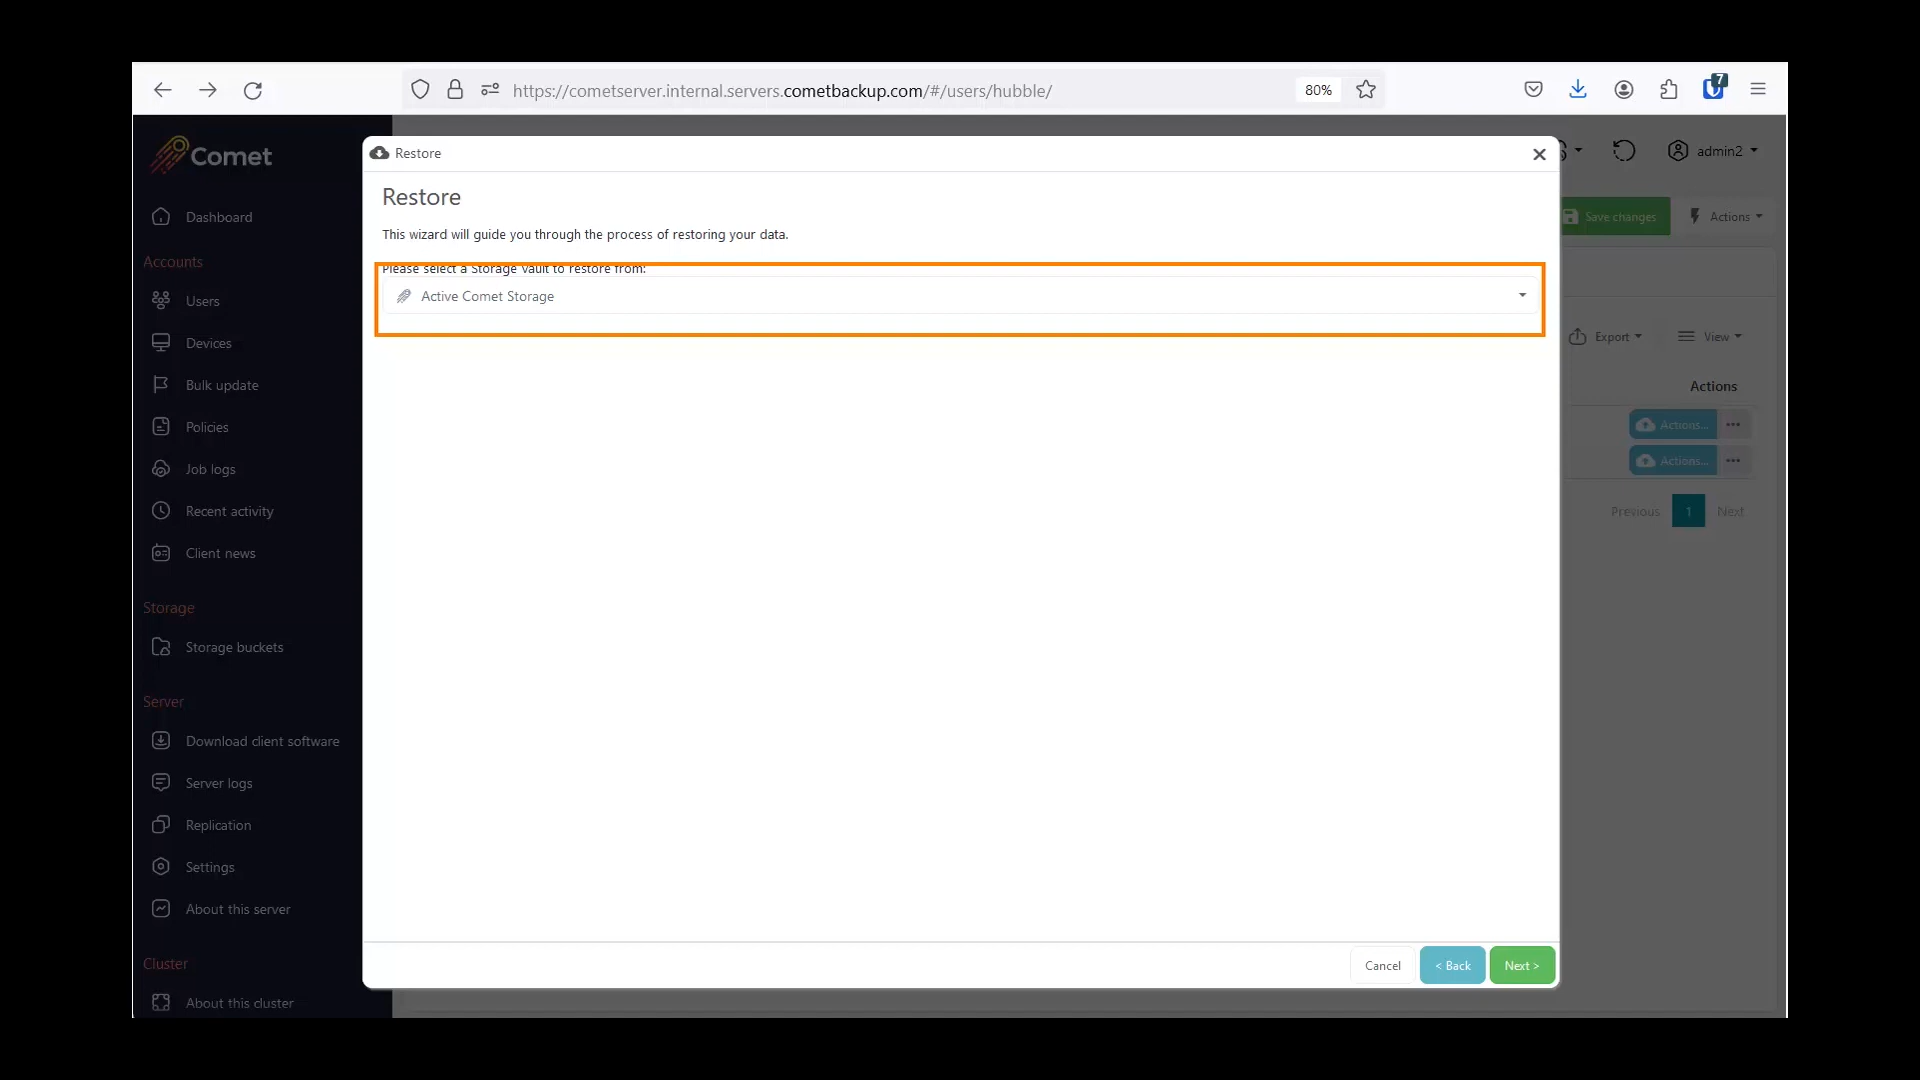 https://cometserver.internal.servers.cometbackup.com/#/users/hubble/
80%
7
Comet
Restore
admin2
Restore
Dashboard
Save changes
Actions
This wizard will guide you through the process of restoring your data.
Accounts
Please select a Storage Vault to restore from:
Users
Active Comet Storage
Devices
Export
View
Bulk update
Actions
Policies
Actions...
Job logs
Actions...
Recent activity
Previous
1
Next
Client news
Storage
Storage buckets
Server
Download client software
Server logs
Replication
Settings
About this server
Cluster
Cancel
< Back
Next >
About this cluster